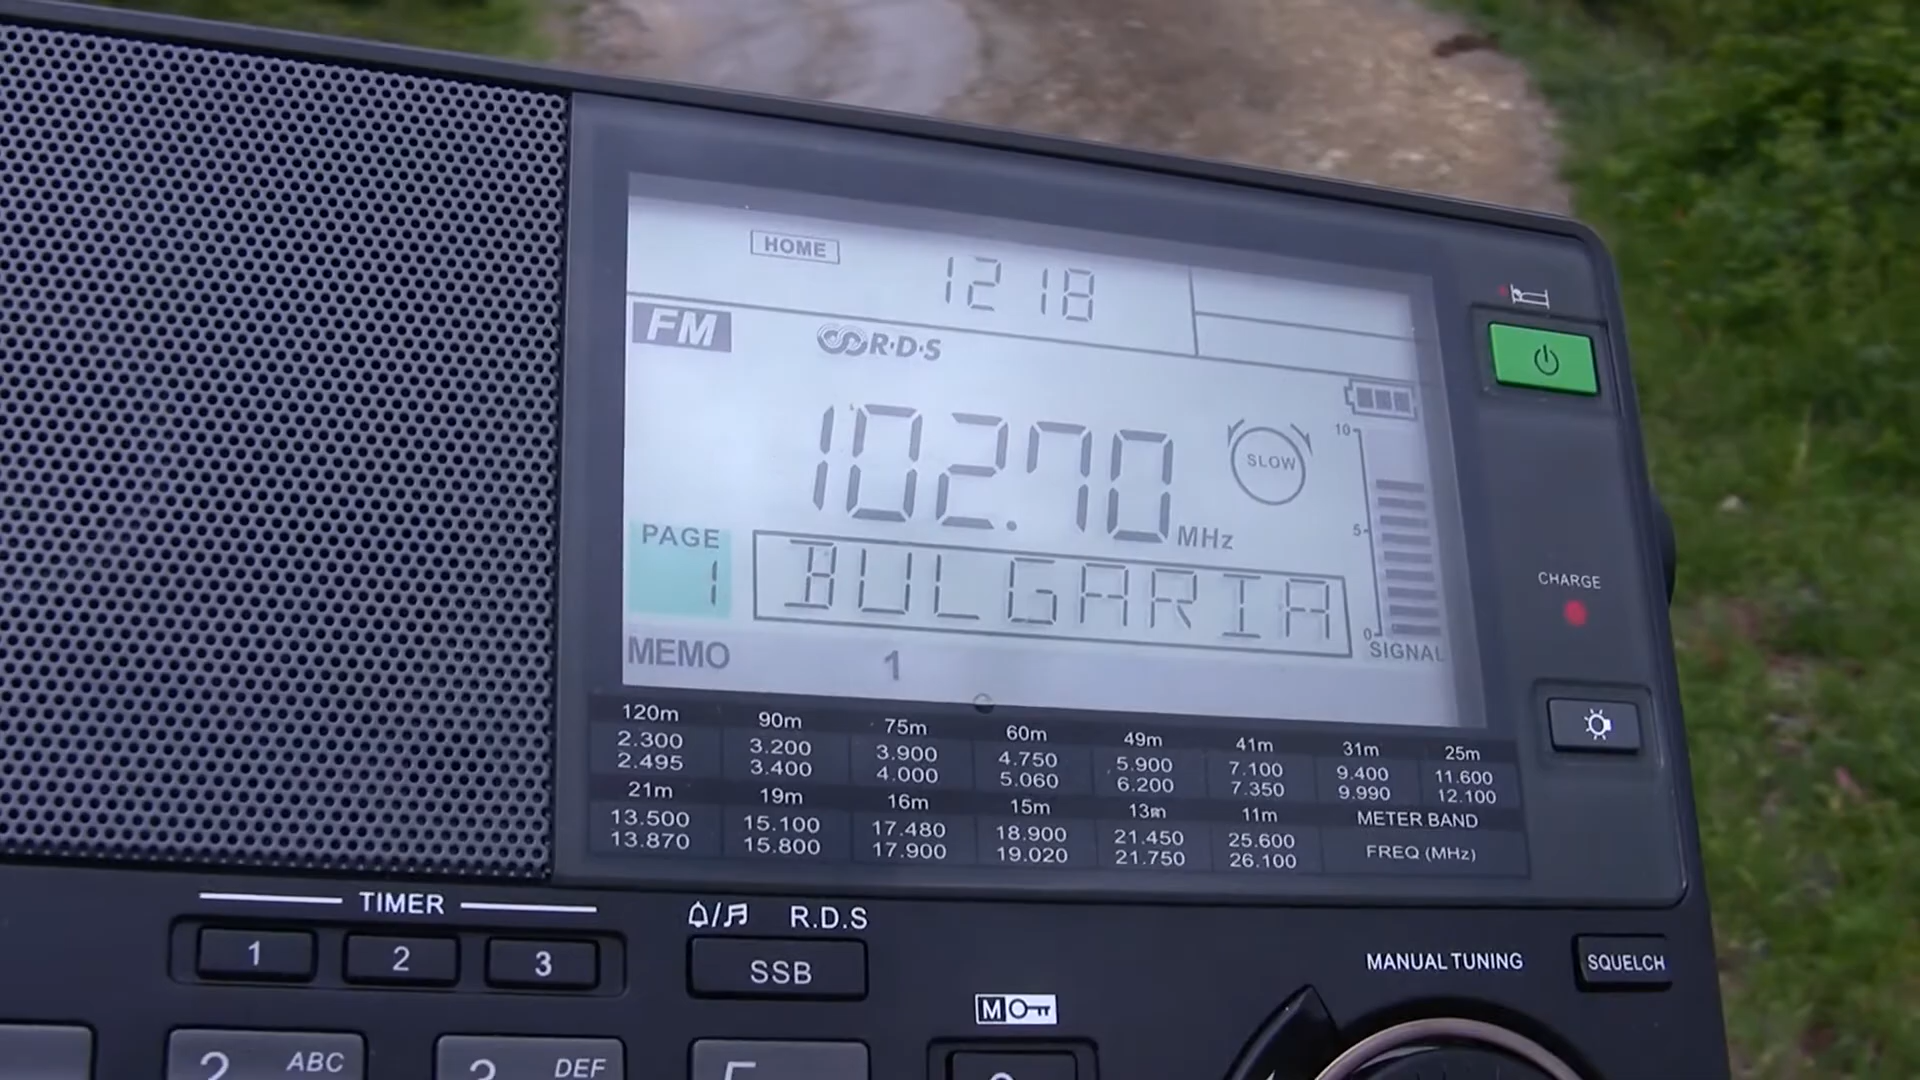 HOME 1218
FM R·D·S
10
102.70 MHz SLOW
5
PAGE
1 BULGARIA
0
MEMO 1 SIGNAL
CHARGE
120m 90m 75m 60m 49m 41m 31m 25m
2.300 3.200 3.900 4.750 5.900 7.100 9.400 11.600
2.495 3.400 4.000 5.060 6.200 7.350 9.990 12.100
21m 19m 16m 15m 13m 11m METER BAND
13.500 15.100 17.480 18.900 21.450 25.600 FREQ (MHz)
13.870 15.800 17.900 19.020 21.750 26.100
TIMER R.D.S
1 2 3 SSB MANUAL TUNING SQUELCH
M
2 ABC 3 DEF